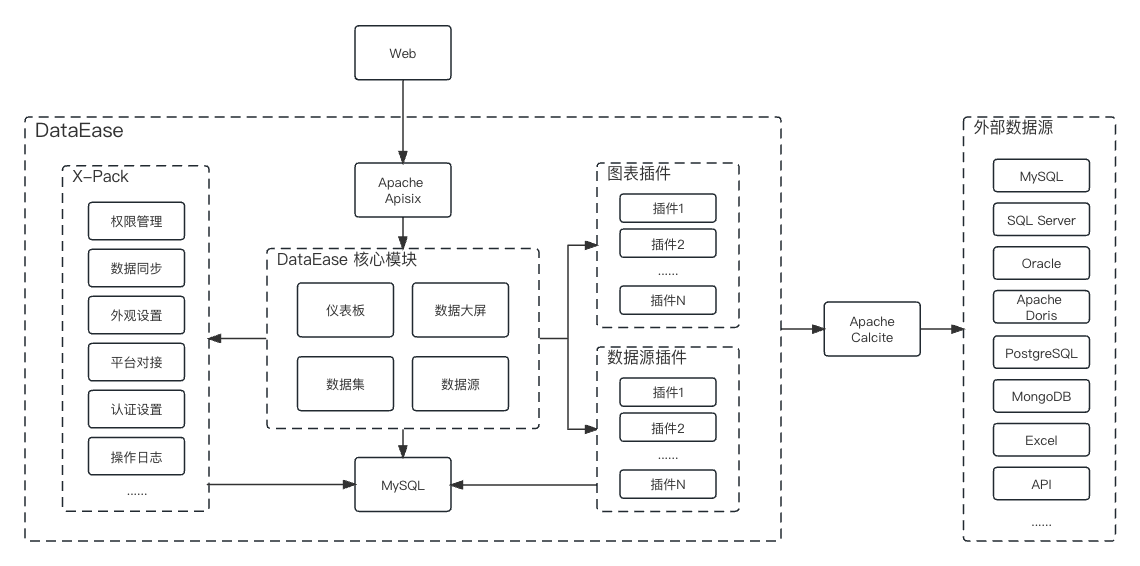 Web
DataEase
X-Pack
权限管理
数据同步
外观设置
平台对接
认证设置
操作日志
......
Apache
Apisix
DataEase 核心模块
仪表板
数据大屏
数据集
数据源
MySQL
图表插件
插件1
插件2
......
插件N
数据源插件
插件1
插件2
......
插件N
Apache
Calcite
外部数据源
MySQL
SQL Server
Oracle
Apache
Doris
PostgreSQL
MongoDB
Excel
API
......